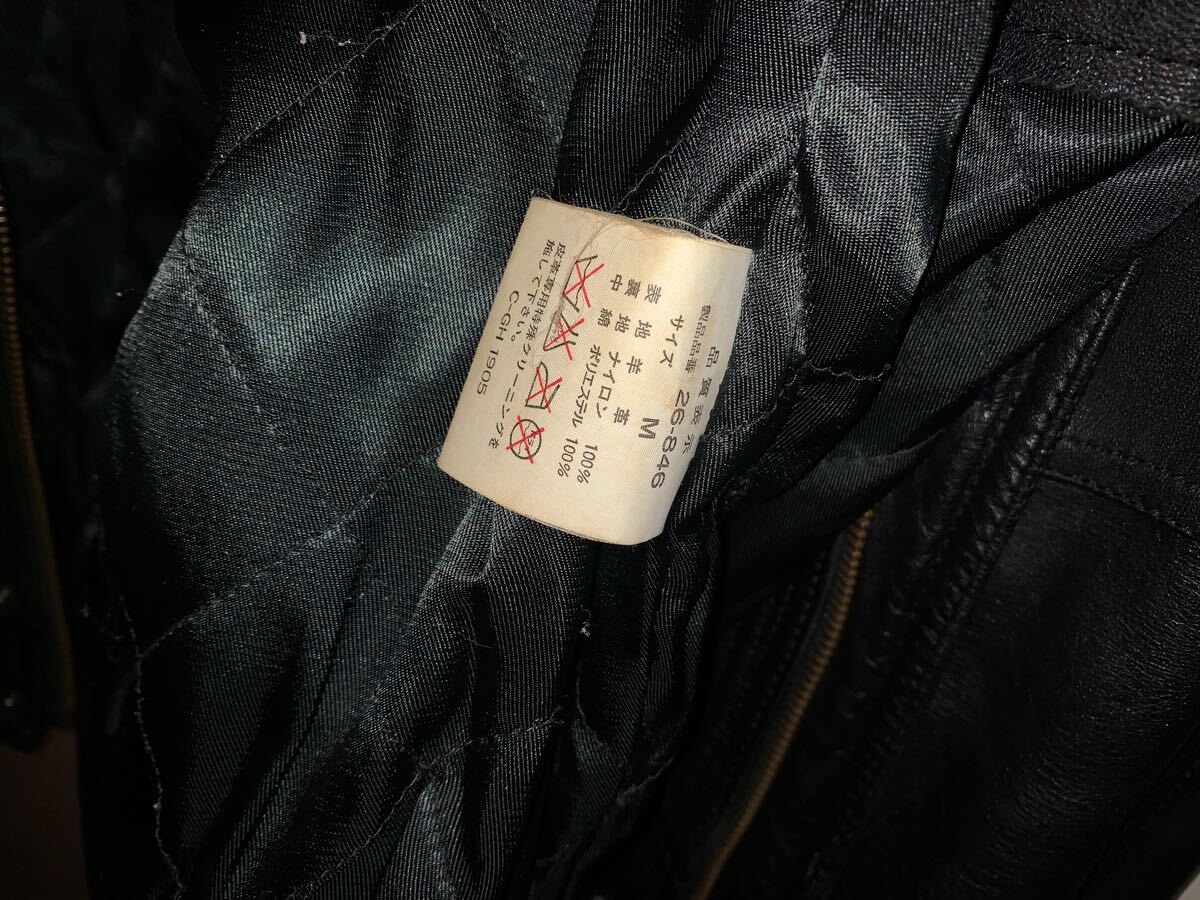 品質表示
製品品番 26-846
サイズ M
表地 羊革 100%
裏地 ナイロン
中綿 ポリエステル 100%
皮革専用特殊クリーニングを
施して下さい。
C-GH 1905